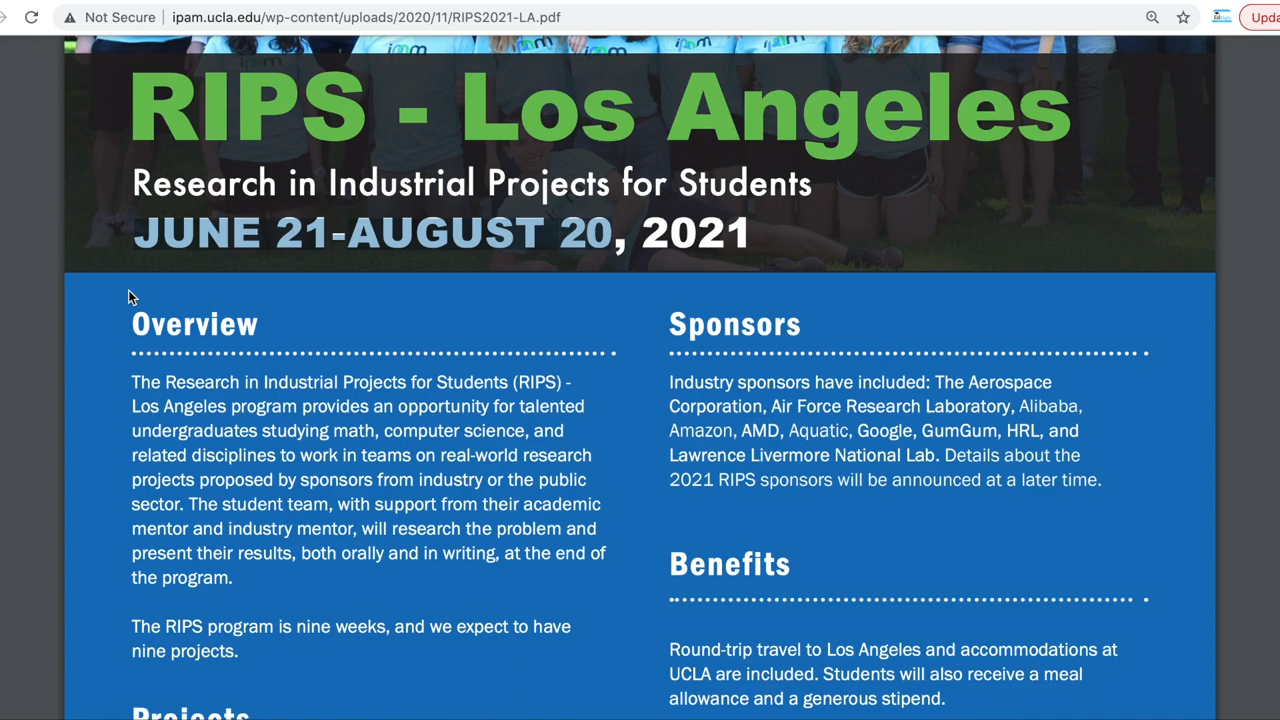 Not Secure | ipam.ucla.edu/wp-content/uploads/2020/11/RIPS2021-LA.pdf
ipam ipam ipam ipam
RIPS - Los Angeles
Research in Industrial Projects for Students
JUNE 21-AUGUST 20, 2021
Overview
The Research in Industrial Projects for Students (RIPS) -
Los Angeles program provides an opportunity for talented
undergraduates studying math, computer science, and
related disciplines to work in teams on real-world research
projects proposed by sponsors from industry or the public
sector. The student team, with support from their academic
mentor and industry mentor, will research the problem and
present their results, both orally and in writing, at the end of
the program.
The RIPS program is nine weeks, and we expect to have
nine projects.
Projects
Sponsors
Industry sponsors have included: The Aerospace
Corporation, Air Force Research Laboratory, Alibaba,
Amazon, AMD, Aquatic, Google, GumGum, HRL, and
Lawrence Livermore National Lab. Details about the
2021 RIPS sponsors will be announced at a later time.
Benefits
Round-trip travel to Los Angeles and accommodations at
UCLA are included. Students will also receive a meal
allowance and a generous stipend.